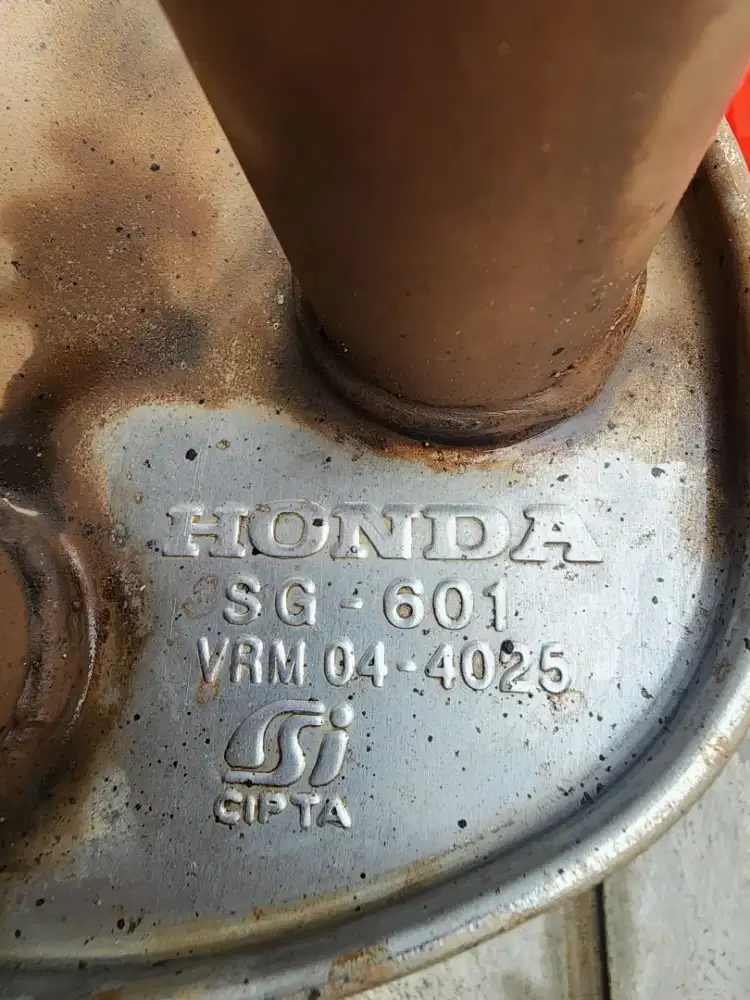 HONDA
SG-601
VRM 04-4025
Si
CIPTA